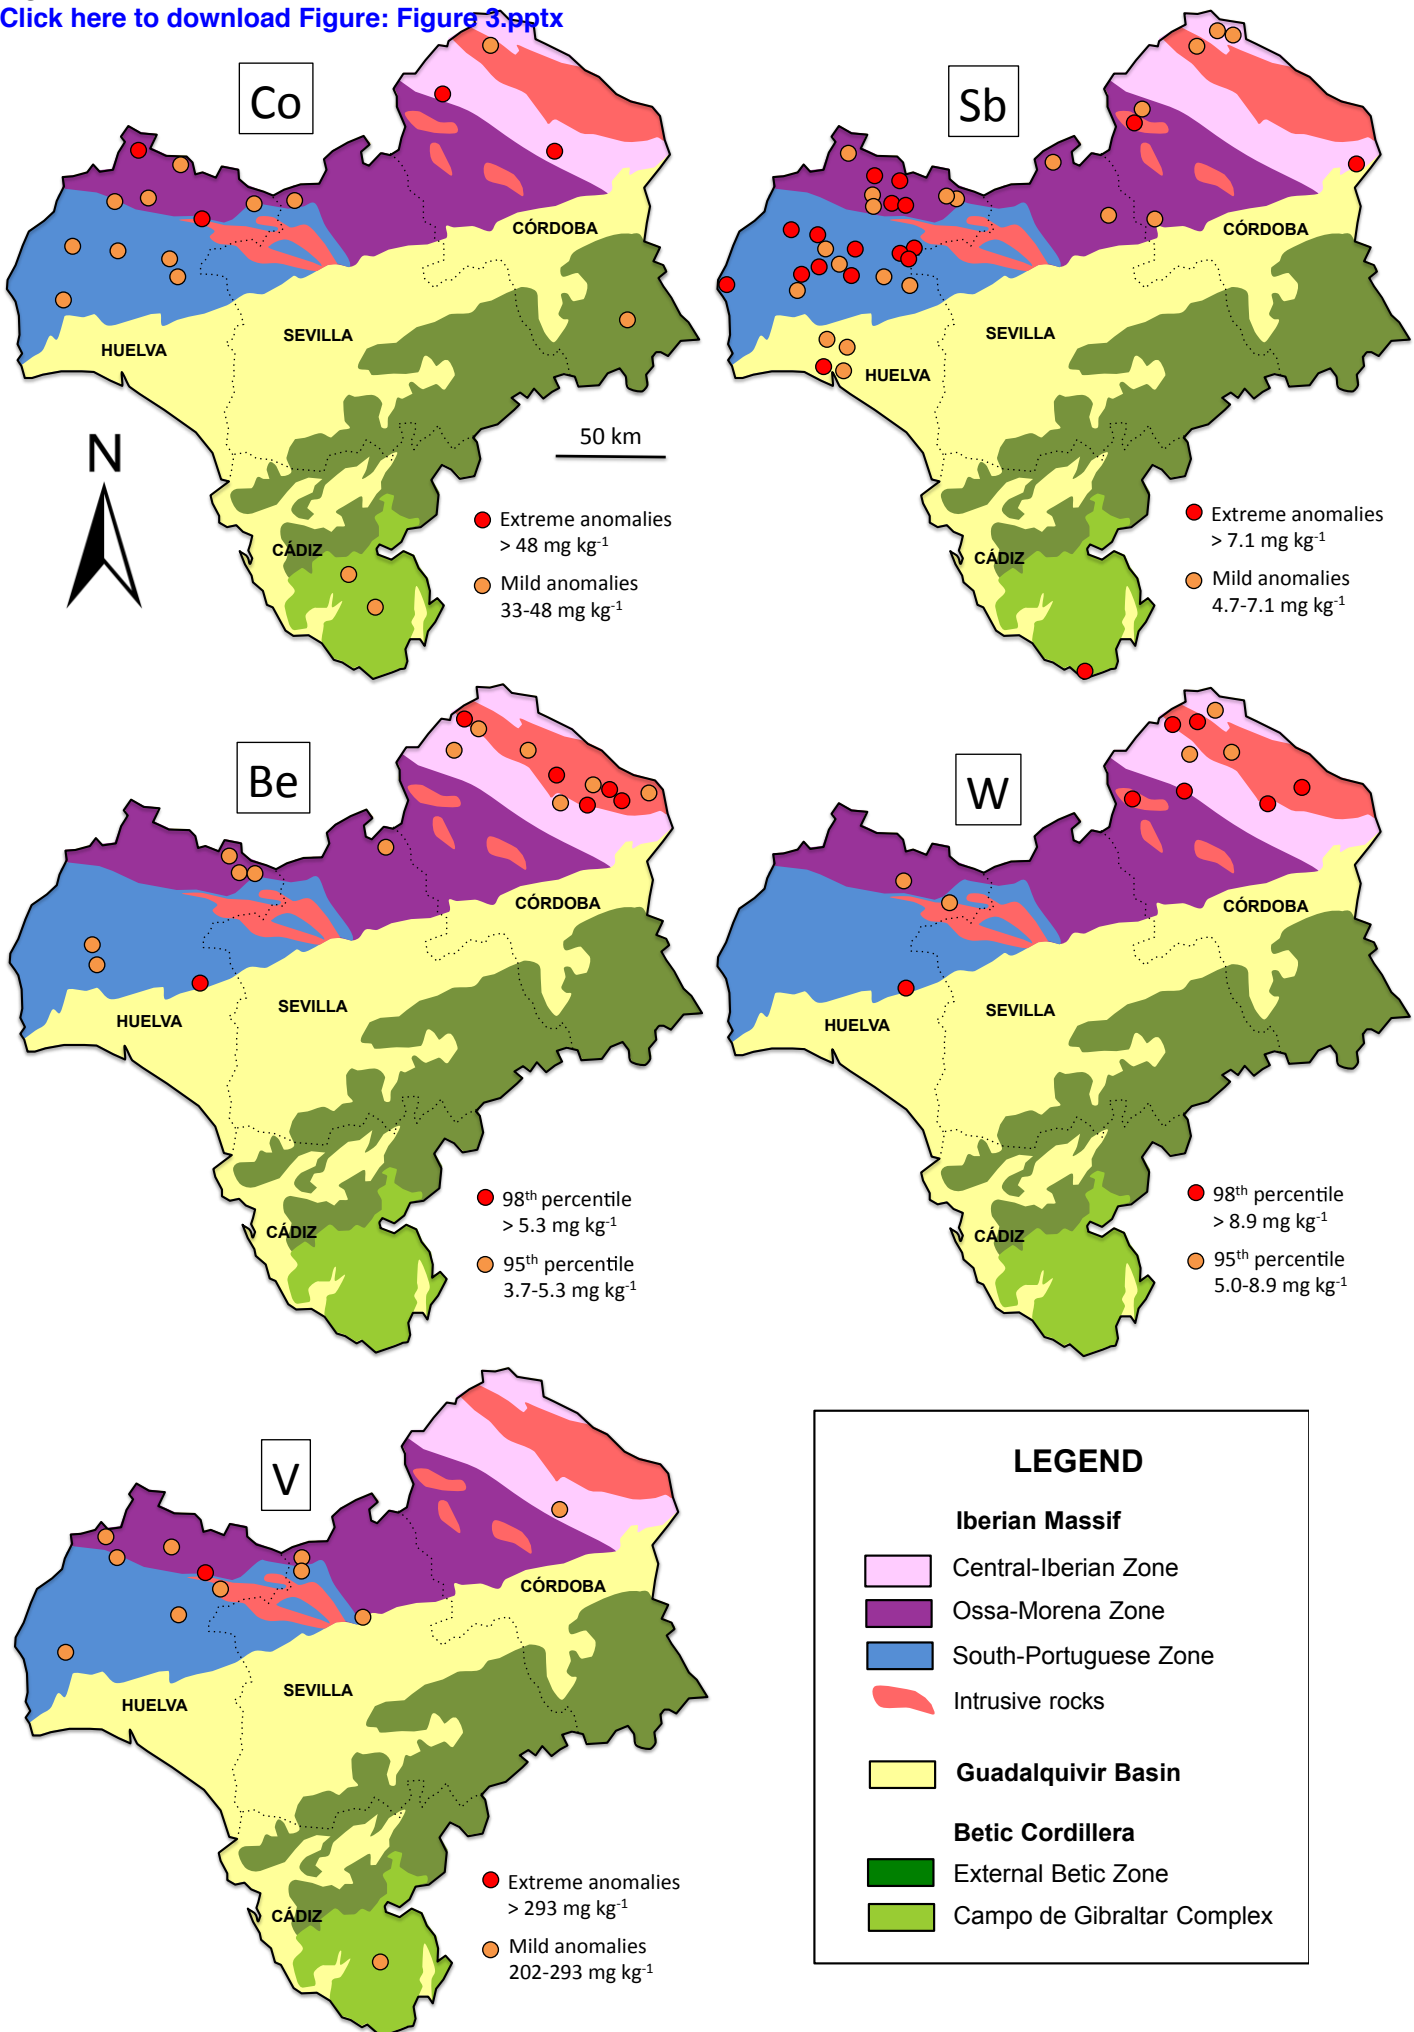 Click here to download Figure: Figure 3.pptx
Co
CÓRDOBA
SEVILLA
HUELVA
N
50 km
CÁDIZ
Extreme anomalies
> 48 mg kg-1
Mild anomalies
33-48 mg kg-1
Sb
CÓRDOBA
SEVILLA
HUELVA
CÁDIZ
Extreme anomalies
> 7.1 mg kg-1
Mild anomalies
4.7-7.1 mg kg-1
Be
CÓRDOBA
SEVILLA
HUELVA
CÁDIZ
98th percentile
> 5.3 mg kg-1
95th percentile
3.7-5.3 mg kg-1
W
CÓRDOBA
SEVILLA
HUELVA
CÁDIZ
98th percentile
> 8.9 mg kg-1
95th percentile
5.0-8.9 mg kg-1
V
CÓRDOBA
SEVILLA
HUELVA
CÁDIZ
Extreme anomalies
> 293 mg kg-1
Mild anomalies
202-293 mg kg-1
LEGEND
Iberian Massif
Central-Iberian Zone
Ossa-Morena Zone
South-Portuguese Zone
Intrusive rocks
Guadalquivir Basin
Betic Cordillera
External Betic Zone
Campo de Gibraltar Complex